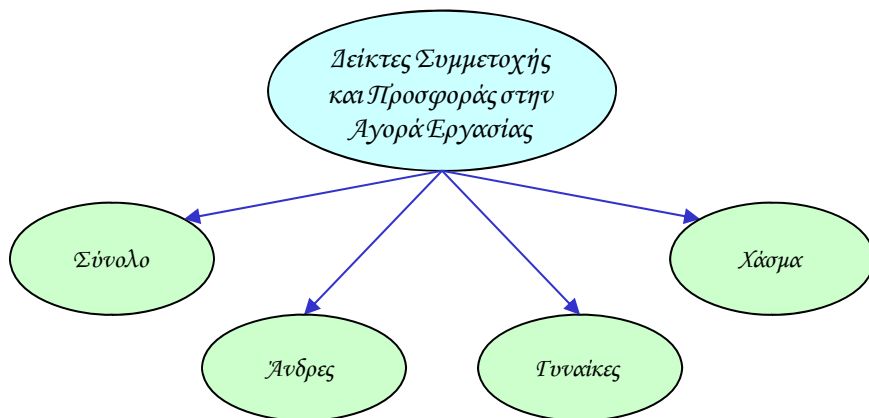 Δείκτες Συμμετοχής
και Προσφοράς στην
Αγορά Εργασίας
Σύνολο
Χάσμα
Άνδρες
Γυναίκες